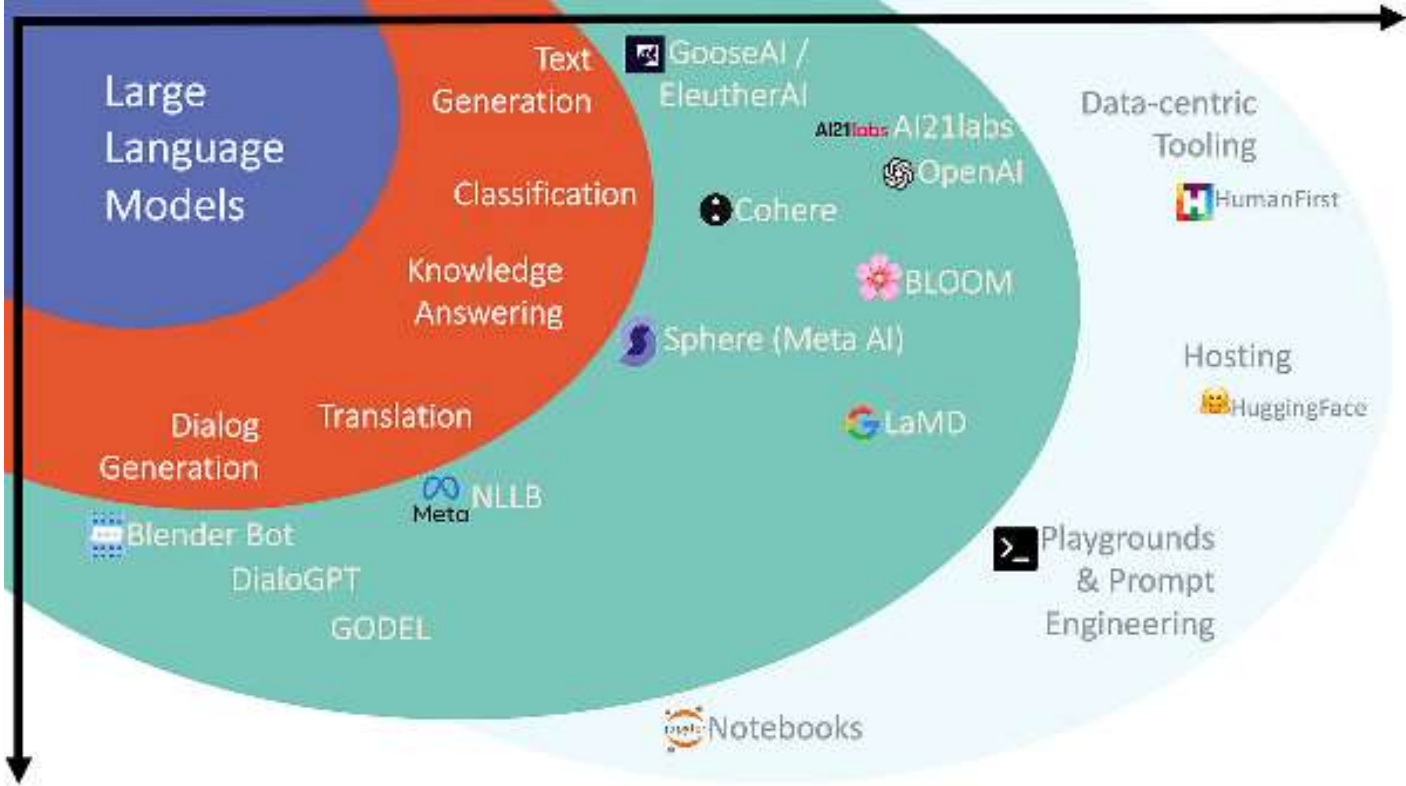 Large
Language
Models
Text
Generation
Classification
Knowledge
Answering
Translation
Dialog
Generation
GooseAI /
EleutherAI
AI21labs AI21labs
OpenAI
Cohere
BLOOM
Sphere (Meta AI)
LaMD
Meta
NLLB
Blender Bot
DialoGPT
GODEL
Data-centric
Tooling
HumanFirst
Hosting
HuggingFace
>_
Playgrounds
& Prompt
Engineering
Notebooks